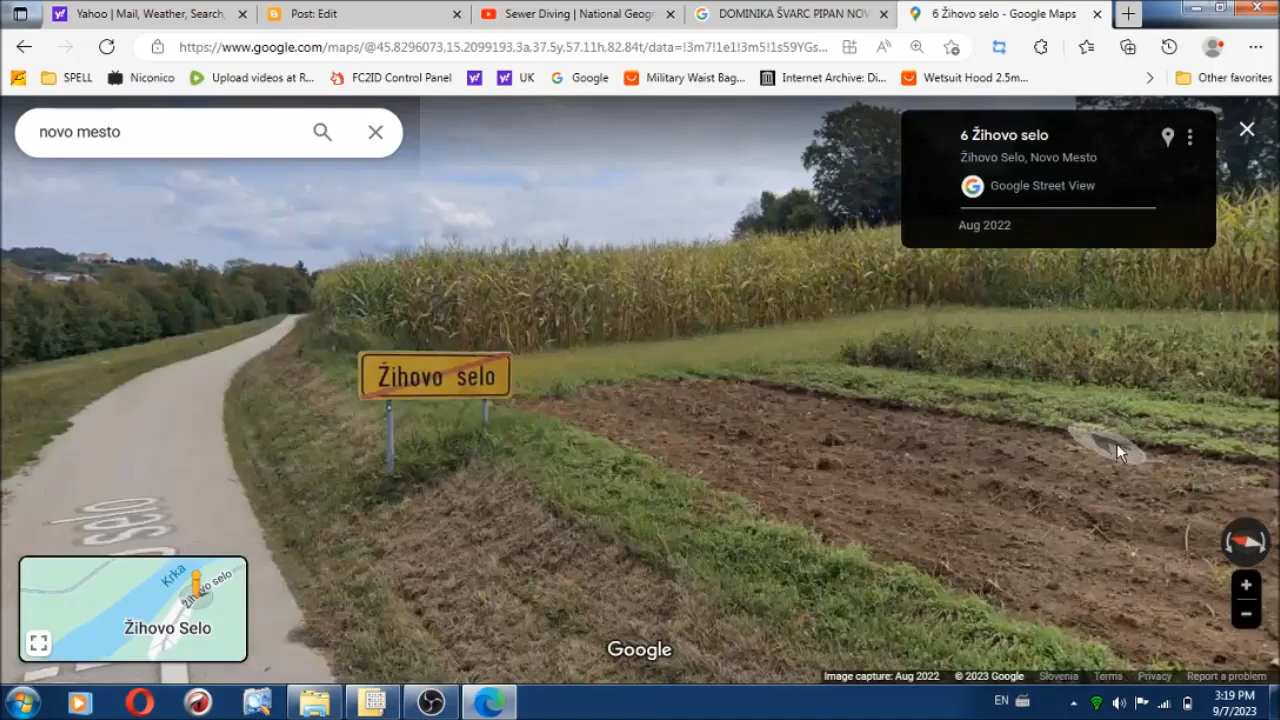 Yahoo | Mail, Weather, Search,
Post: Edit
Sewer Diving | National Geogr
DOMINIKA ŠVARC PIPAN NOV
6 Žihovo selo - Google Maps
https://www.google.com/maps/@45.8296073,15.2099193,3a,37.5y,57.11h,82.84t/data=!3m7!1e1!3m5!1s59YGs...
SPELL
Niconico
Upload videos at R...
FC2ID Control Panel
UK
Google
Military Waist Bag...
Internet Archive: Di...
Wetsuit Hood 2.5m...
Other favorites
novo mesto
6 Žihovo selo
Žihovo Selo, Novo Mesto
Google Street View
Aug 2022
Žihovo selo
selo
Krka
Žihovo selo
Žihovo Selo
Google
Image capture: Aug 2022 © 2023 Google Slovenia Terms Privacy Report a problem
EN
3:19 PM
9/7/2023